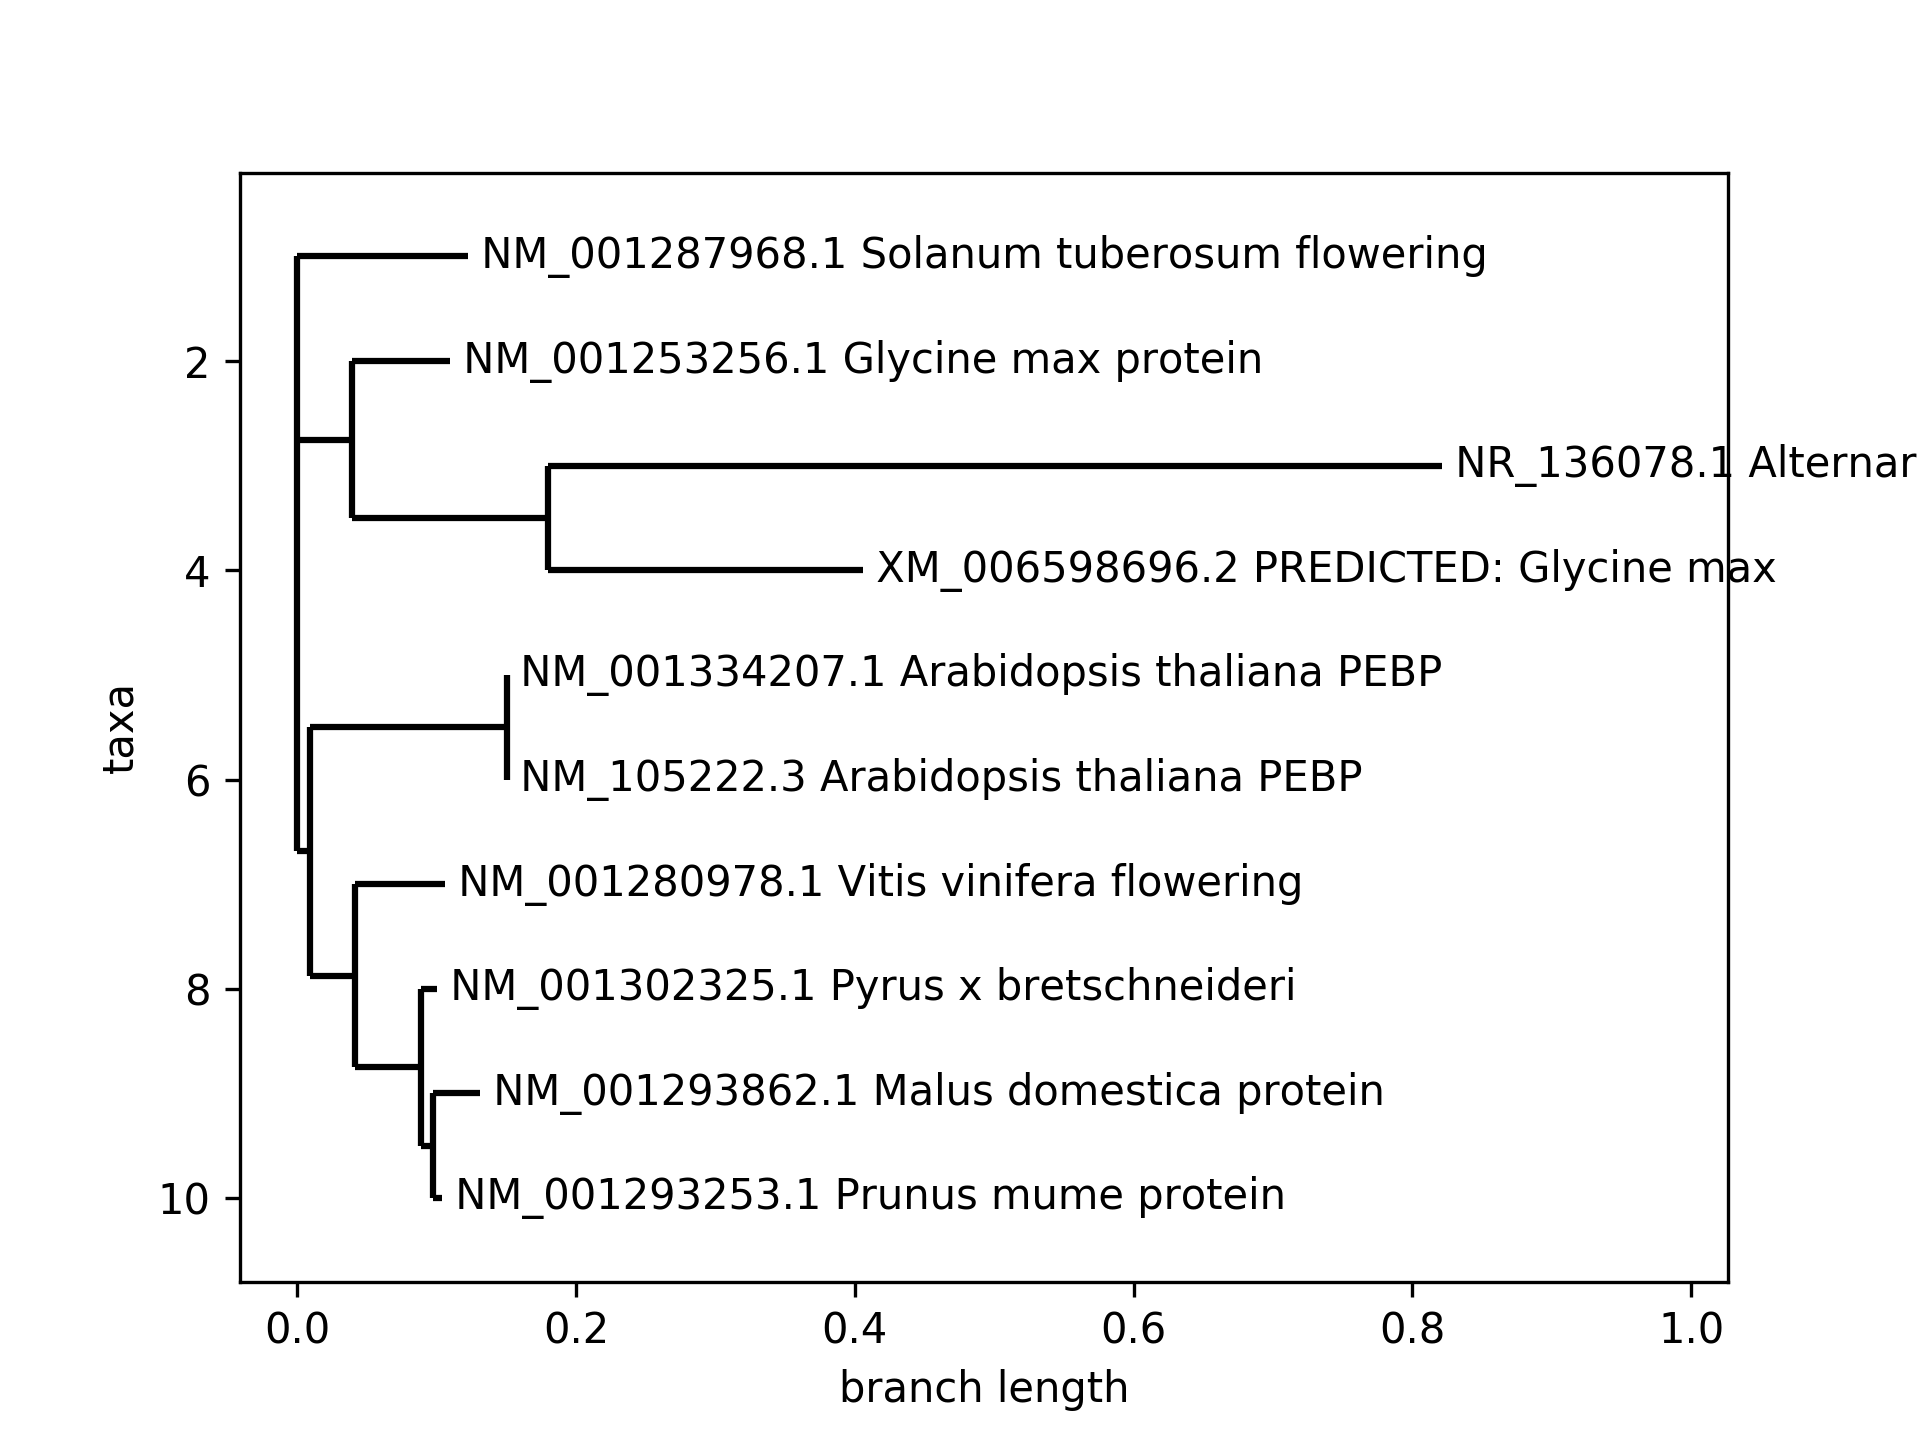 NM_001287968.1 Solanum tuberosum flowering
2 NM_001253256.1 Glycine max protein
NR_136078.1 Alternar
4 XM_006598696.2 PREDICTED: Glycine max
NM_001334207.1 Arabidopsis thaliana PEBP
taxa
6 NM_105222.3 Arabidopsis thaliana PEBP
NM_001280978.1 Vitis vinifera flowering
8 NM_001302325.1 Pyrus x bretschneideri
NM_001293862.1 Malus domestica protein
10 NM_001293253.1 Prunus mume protein
0.0 0.2 0.4 0.6 0.8 1.0
branch length